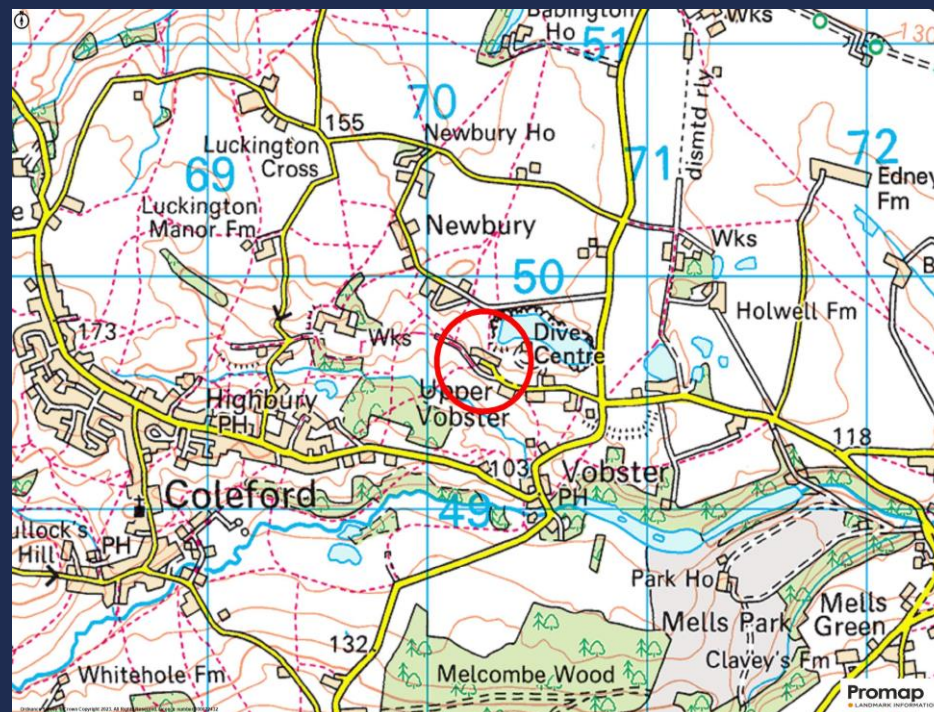 Babington
Ho
51
Wks
130
155
70
Newbury Ho
Luckington
Cross
69
71
dismtd rly
72
Edney
Fm
Luckington
Manor Fm
Newbury
Wks
50
Holwell Fm
173
Wks
Dive
Centre
Upper
Vobster
Highbury
PH
118
103
Vobster
PH
Coleford
49
PH
Hill
Park Ho
Mells Park
Mells
Green
132
Clavey's Fm
Whitehole Fm
Melcombe Wood
Promap
LANDMARK INFORMATION